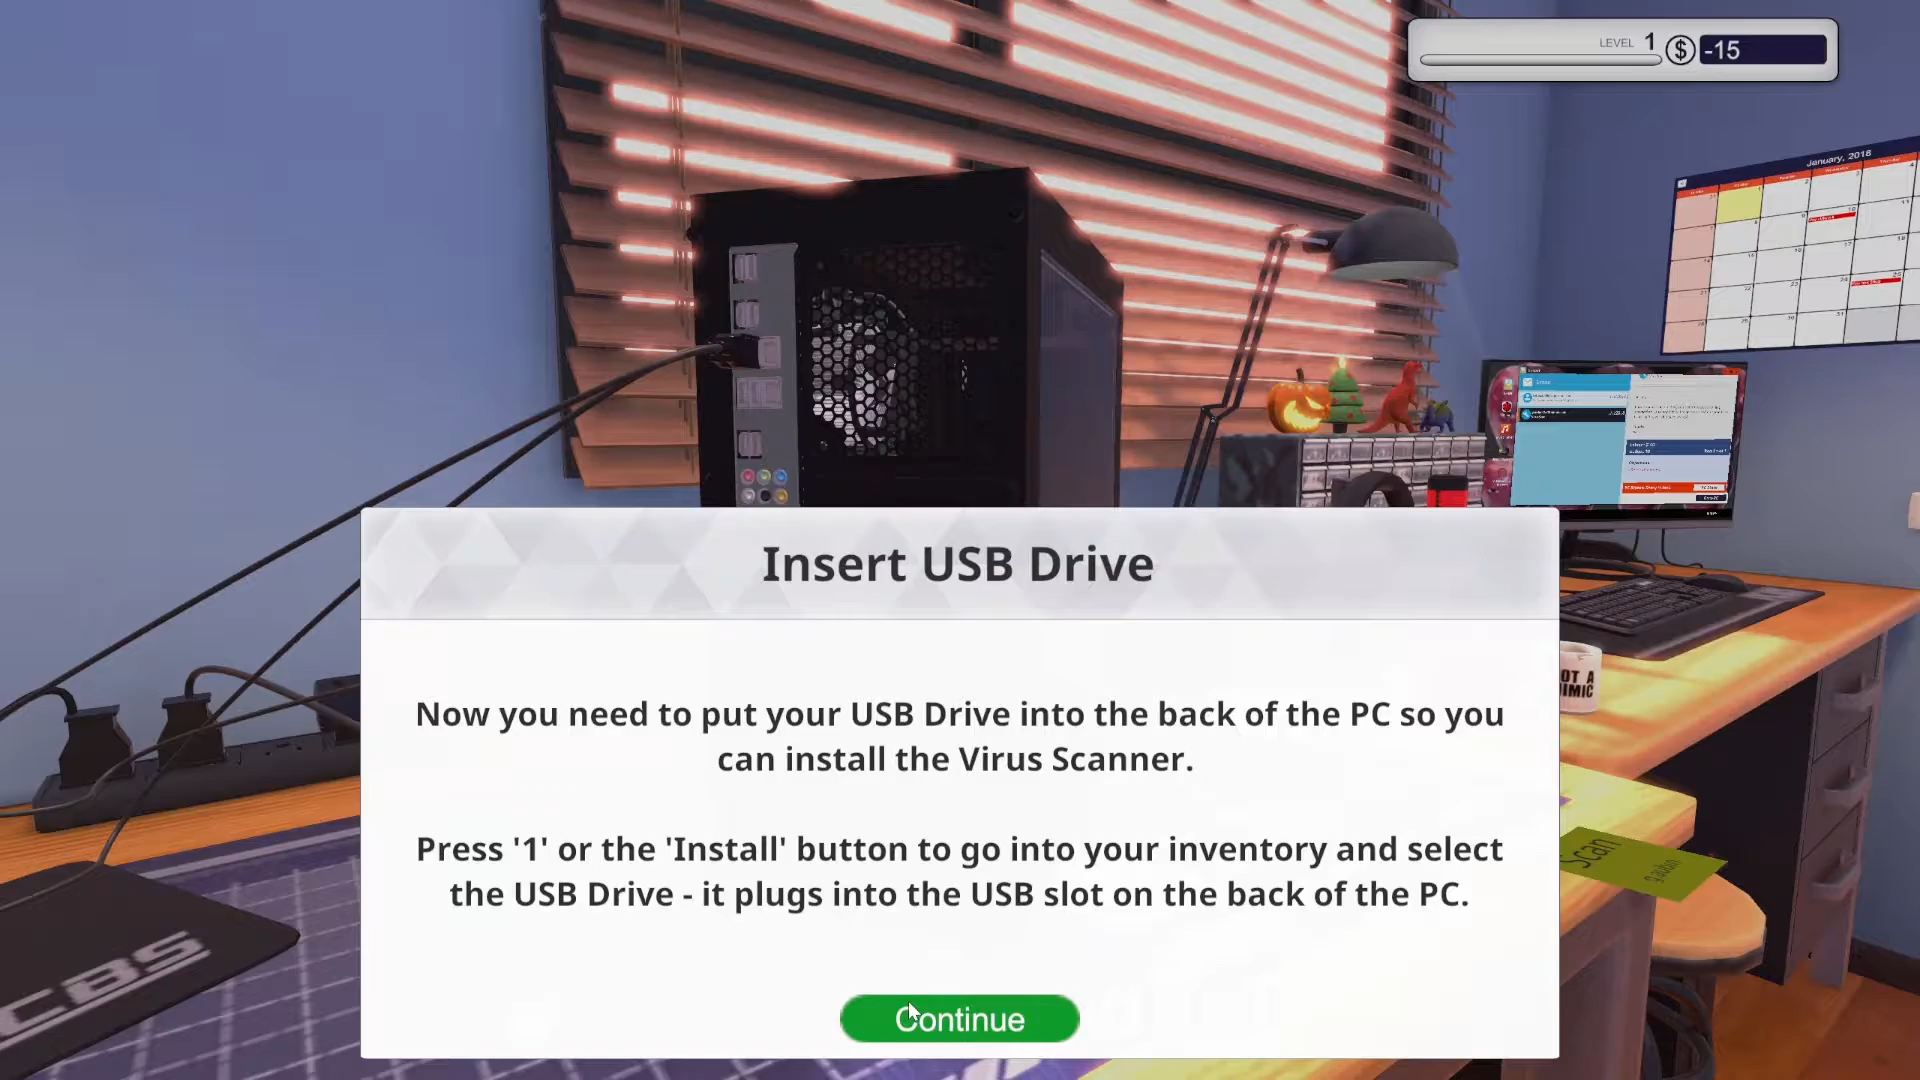 LEVEL 1
-15
January, 2018
Insert USB Drive
Now you need to put your USB Drive into the back of the PC so you
can install the Virus Scanner.
Press '1' or the 'Install' button to go into your inventory and select
the USB Drive - it plugs into the USB slot on the back of the PC.
Continue
Scan
CBS